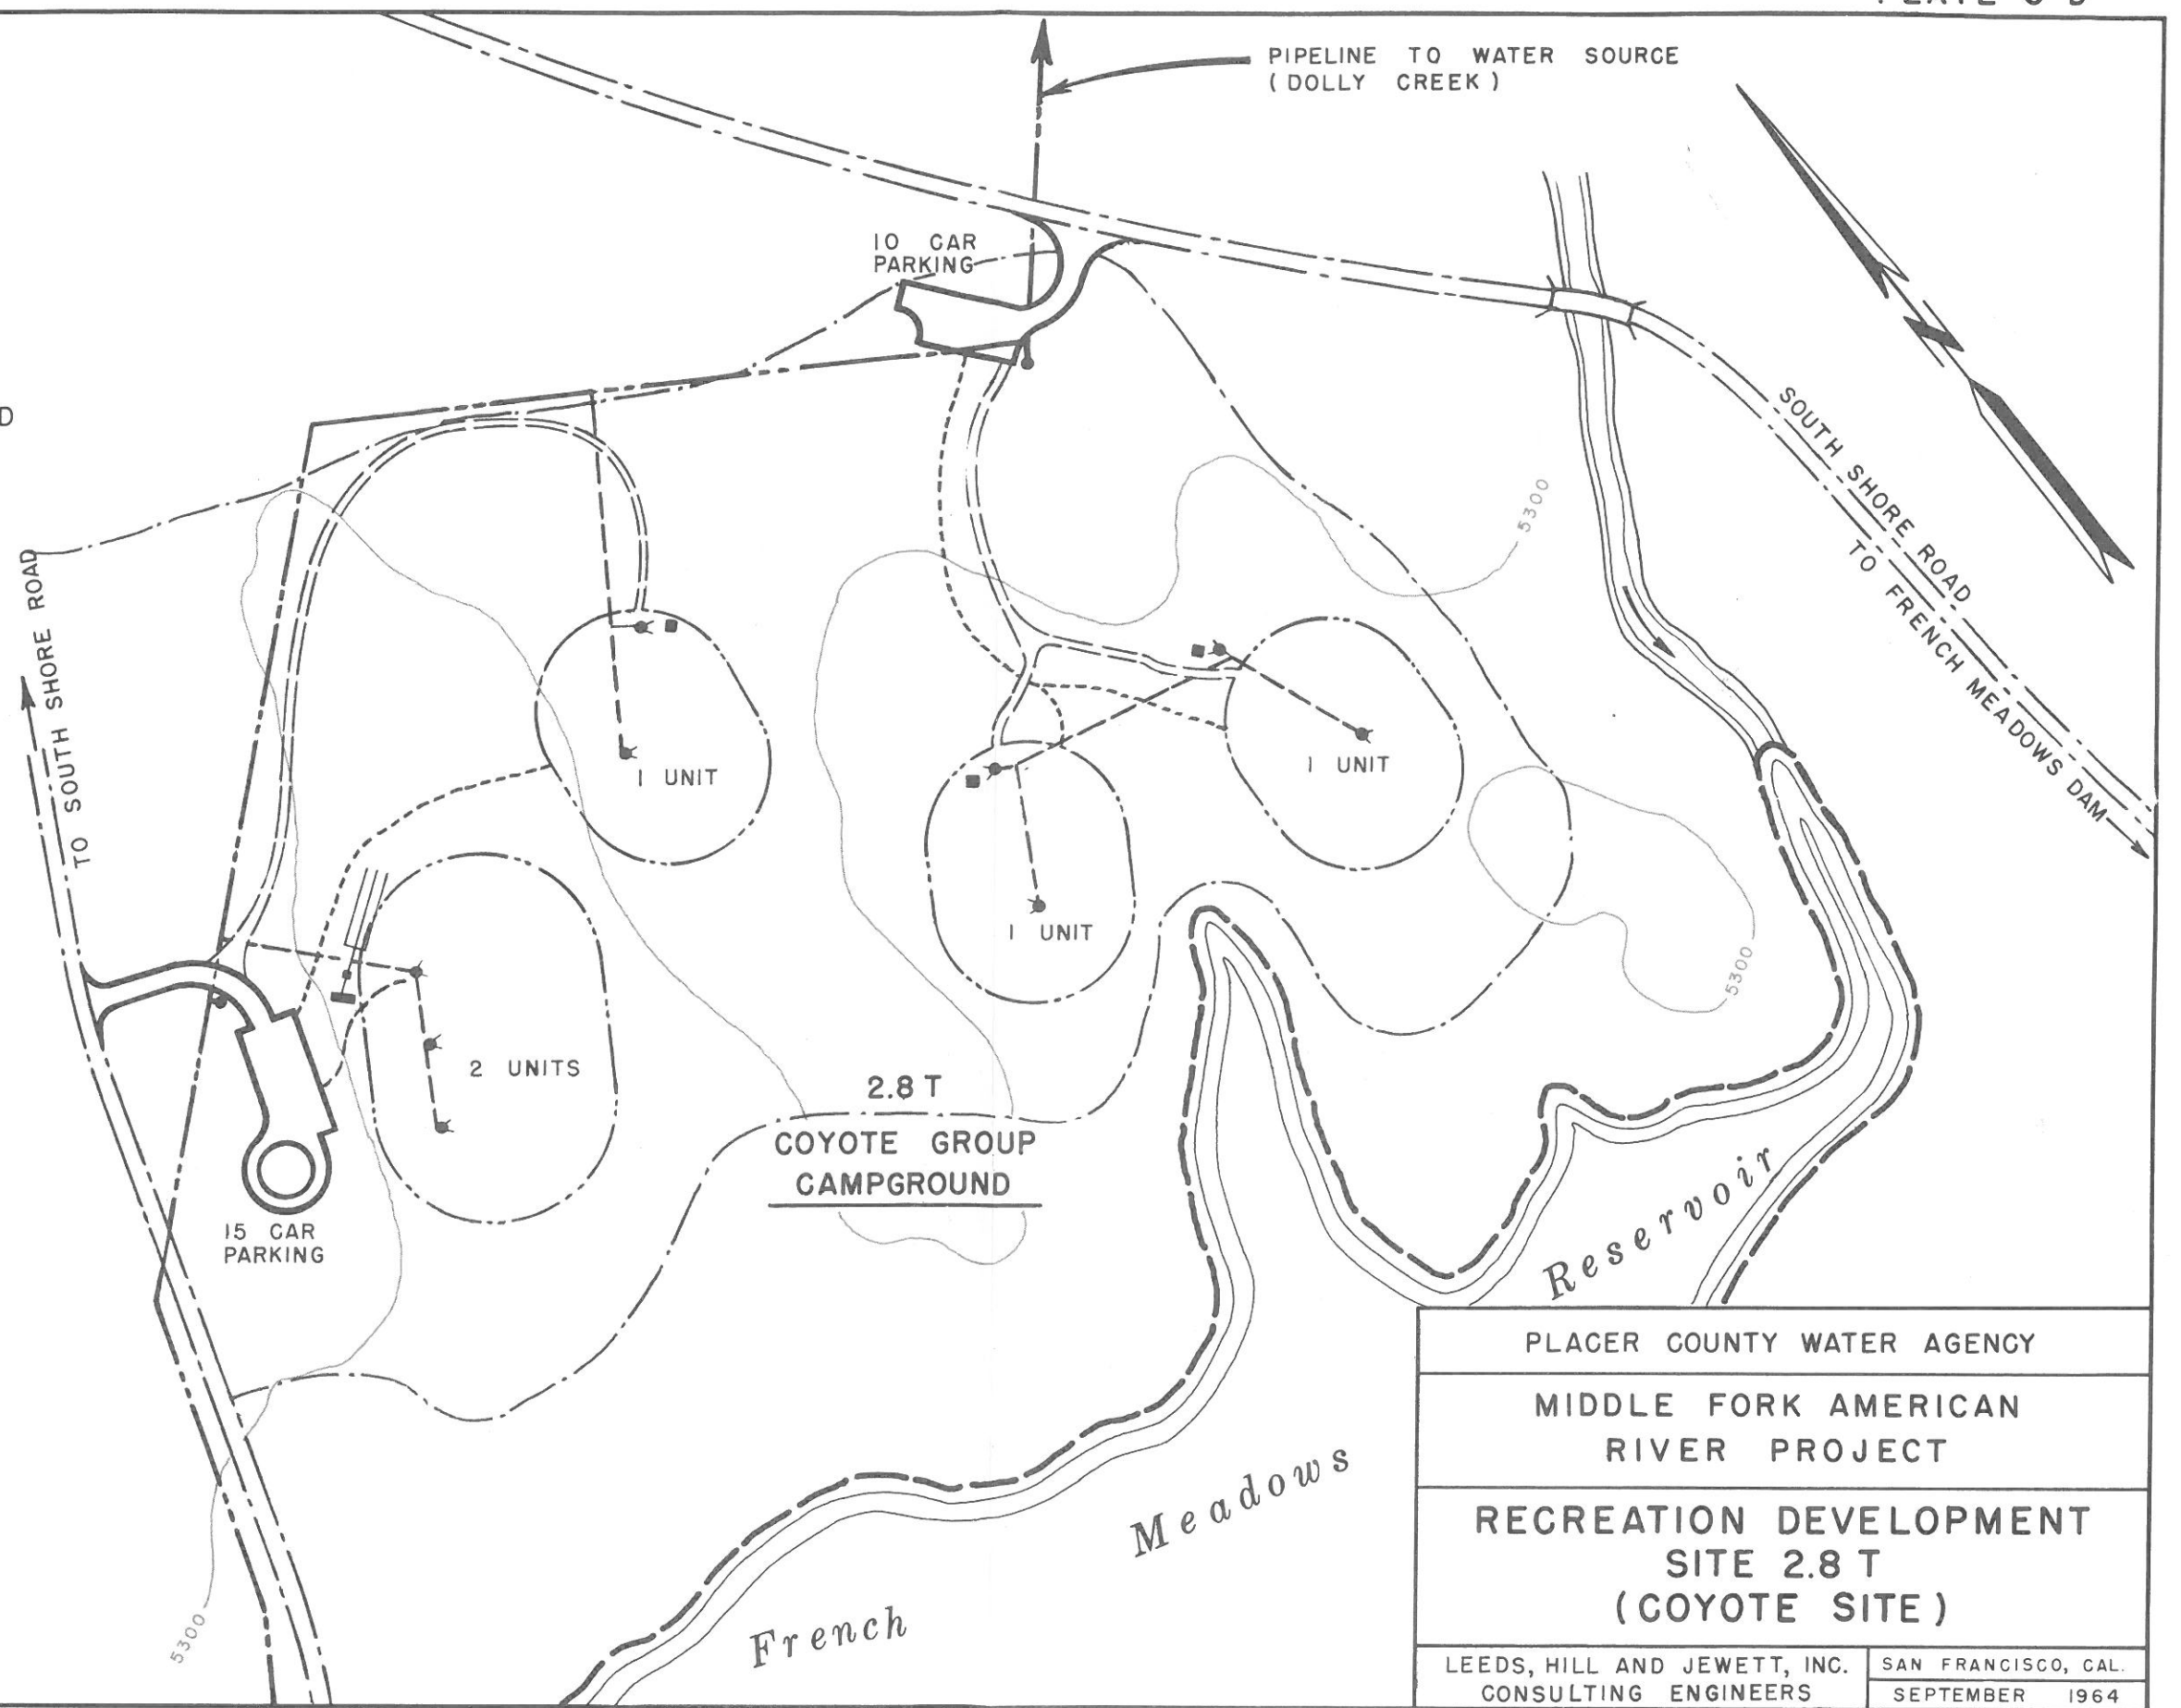 PIPELINE TO WATER SOURCE
(DOLLY CREEK)
10 CAR
PARKING
D
SOUTH SHORE ROAD
TO FRENCH MEADOWS DAM
5300
TO SOUTH SHORE ROAD
1 UNIT
1 UNIT
1 UNIT
5300
2 UNITS
2.8 T
COYOTE GROUP
CAMPGROUND
15 CAR
PARKING
5300
French Meadows Reservoir
PLACER COUNTY WATER AGENCY
MIDDLE FORK AMERICAN
RIVER PROJECT
RECREATION DEVELOPMENT
SITE 2.8 T
(COYOTE SITE)
LEEDS, HILL AND JEWETT, INC.
CONSULTING ENGINEERS
SAN FRANCISCO, CAL.
SEPTEMBER 1964